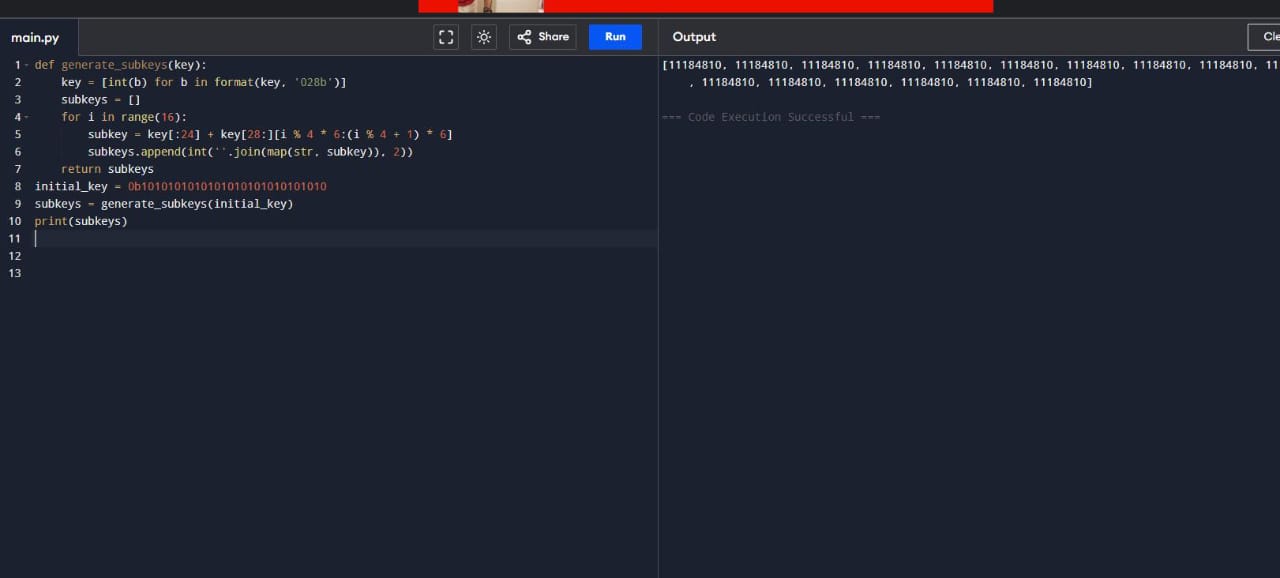 main.py
Share
Run
Output
Cle
1 def generate_subkeys(key):
2 key = [int(b) for b in format(key, '028b')]
3 subkeys = []
4 for i in range(16):
5 subkey = key[:24] + key[28:][i % 4 * 6:(i % 4 + 1) * 6]
6 subkeys.append(int(''.join(map(str, subkey)), 2))
7 return subkeys
8 initial_key = 0b1010101010101010101010101010
9 subkeys = generate_subkeys(initial_key)
10 print(subkeys)
11
12
13
[11184810, 11184810, 11184810, 11184810, 11184810, 11184810, 11184810, 11184810, 11184810, 11
, 11184810, 11184810, 11184810, 11184810, 11184810, 11184810]
=== Code Execution Successful ===